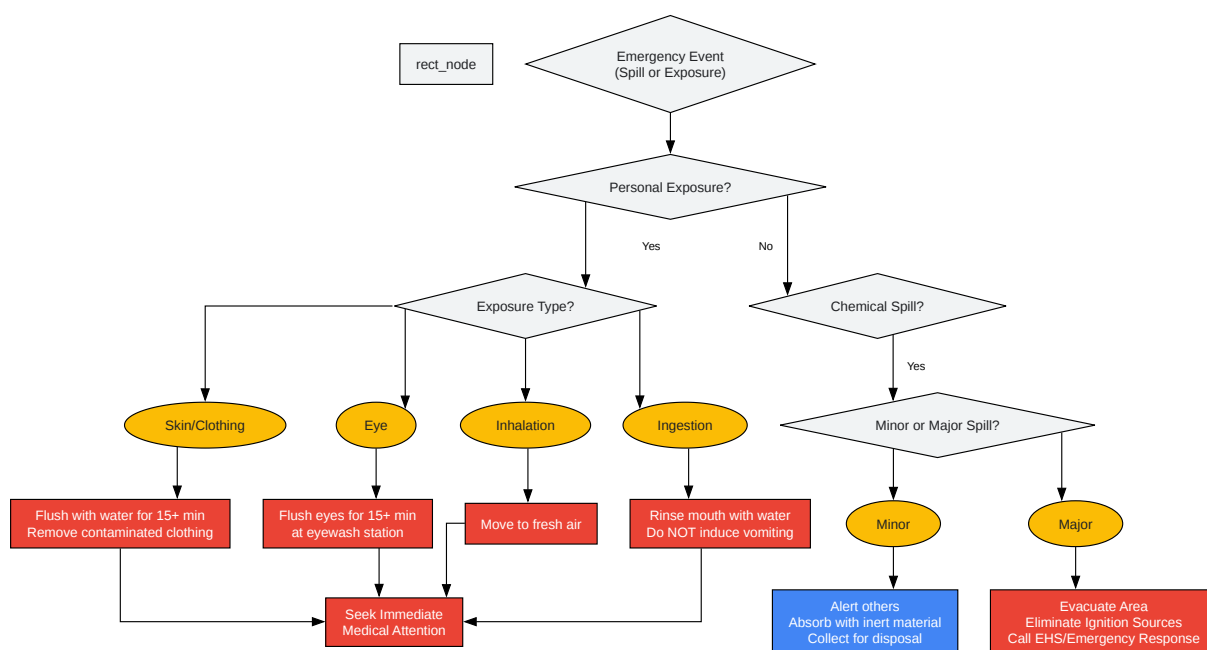 Emergency Event
(Spill or Exposure)
rect_node
Personal Exposure?
Yes
No
Exposure Type?
Chemical Spill?
Yes
Skin/Clothing
Eye
Inhalation
Ingestion
Minor or Major Spill?
Flush with water for 15+ min
Remove contaminated clothing
Flush eyes for 15+ min
at eyewash station
Move to fresh air
Rinse mouth with water
Do NOT induce vomiting
Minor
Major
Seek Immediate
Medical Attention
Alert others
Absorb with inert material
Collect for disposal
Evacuate Area
Eliminate Ignition Sources
Call EHS/Emergency Response